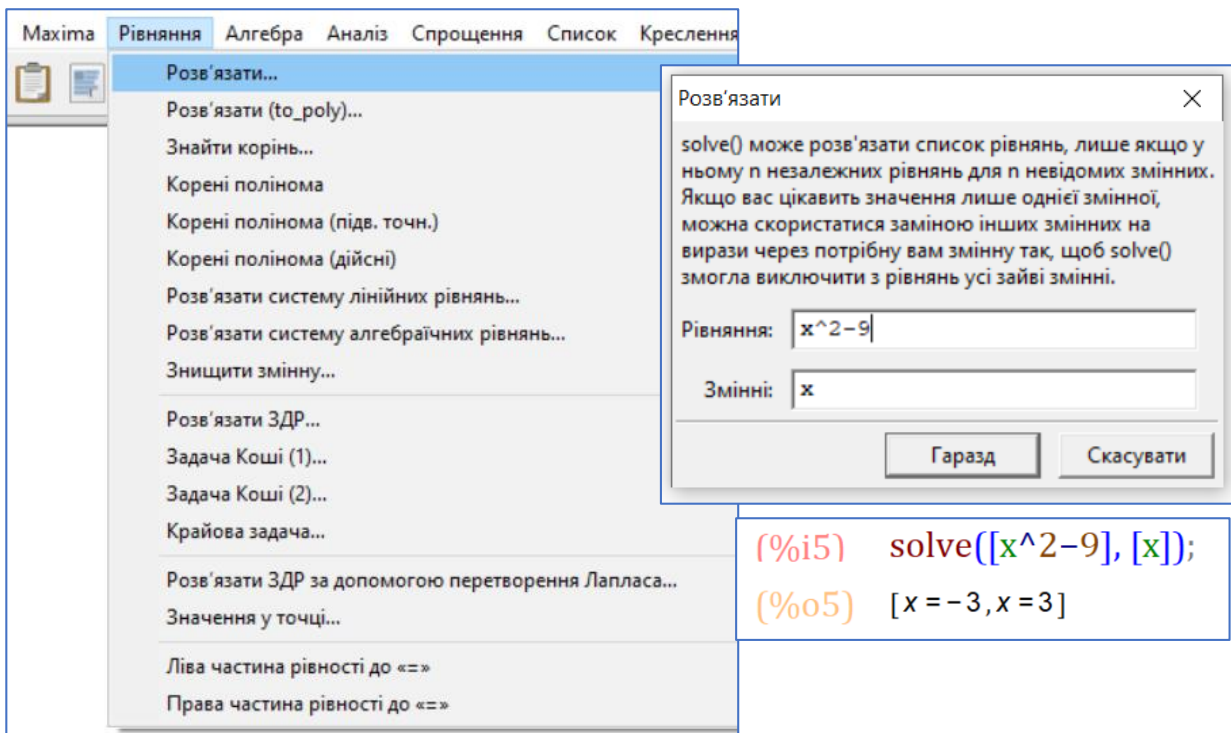 Maxima Рівняння Алгебра Аналіз Спрощення Список Креслення
Розв'язати...
Розв'язати (to_poly)...
Знайти корінь...
Корені полінома
Корені полінома (підв. точн.)
Корені полінома (дійсні)
Розв'язати систему лінійних рівнянь...
Розв'язати систему алгебраїчних рівнянь...
Знищити змінну...
Розв'язати ЗДР...
Задача Коші (1)...
Задача Коші (2)...
Крайова задача...
Розв'язати ЗДР за допомогою перетворення Лапласа...
Значення у точці...
Ліва частина рівності до «=»
Права частина рівності до «=»
Розв'язати
solve() може розв'язати список рівнянь, лише якщо у
ньому n незалежних рівнянь для n невідомих змінних.
Якщо вас цікавить значення лише однієї змінної,
можна скористатися заміною інших змінних на
вирази через потрібну вам змінну так, щоб solve()
змогла виключити з рівнянь усі зайві змінні.
Рівняння: x^2-9
Змінні: x
Гаразд Скасувати
(%i5) solve([x^2-9], [x]);
(%o5) [x=-3,x=3]